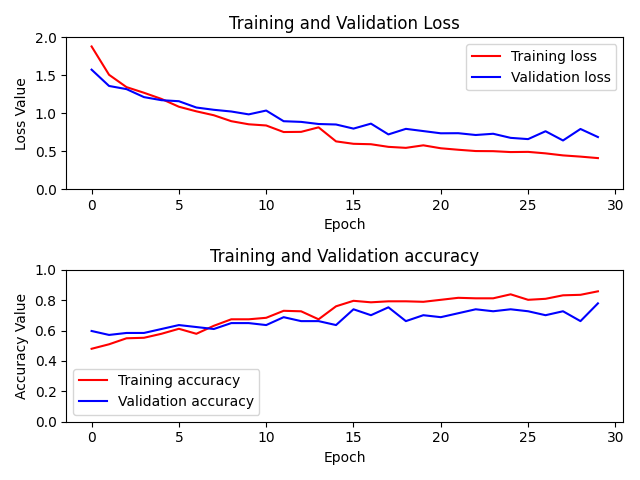 Training and Validation Loss
2.0
1.5
1.0
0.5
0.0
Loss Value
Training loss
Validation loss
0 5 10 15 20 25 30
Epoch
Training and Validation accuracy
1.0
0.8
0.6
0.4
0.2
0.0
Accuracy Value
Training accuracy
Validation accuracy
0 5 10 15 20 25 30
Epoch